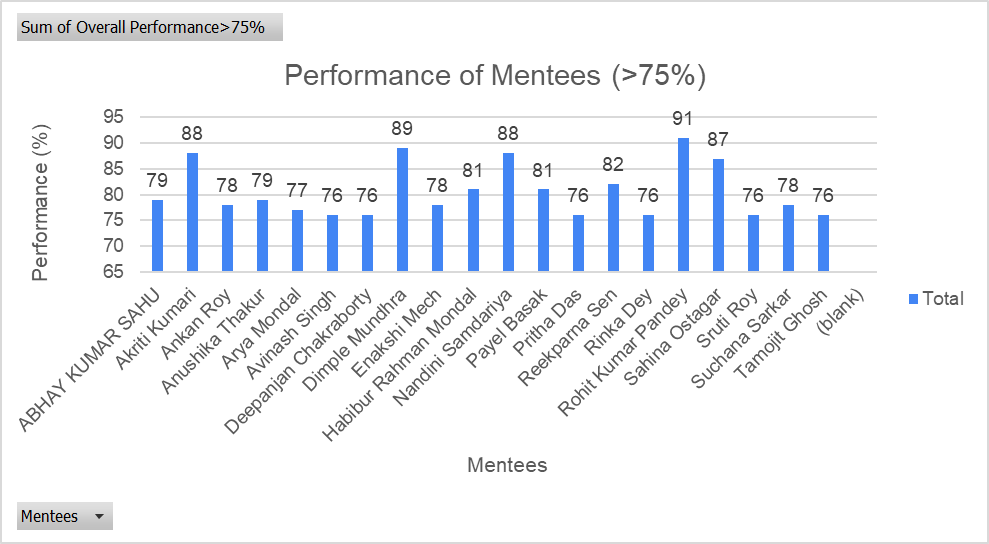 Sum of Overall Performance>75%
Performance of Mentees (>75%)
Performance (%)
95
90
85
80
75
70
65
79
88
78
79
77
76
76
89
78
81
88
81
76
82
76
91
87
76
78
76
ABHAY KUMAR SAHU
Akriti Kumari
Ankan Roy
Anushika Thakur
Arya Mondal
Avinash Singh
Deepanjan Chakraborty
Dimple Mundhra
Enakshi Mech
Habibur Rahman Mondal
Nandini Samdariya
Payel Basak
Pritha Das
Reekparna Sen
Rinka Dey
Rohit Kumar Pandey
Sahina Ostagar
Sruti Roy
Suchana Sarkar
Tamojit Ghosh
(blank)
Total
Mentees
Mentees